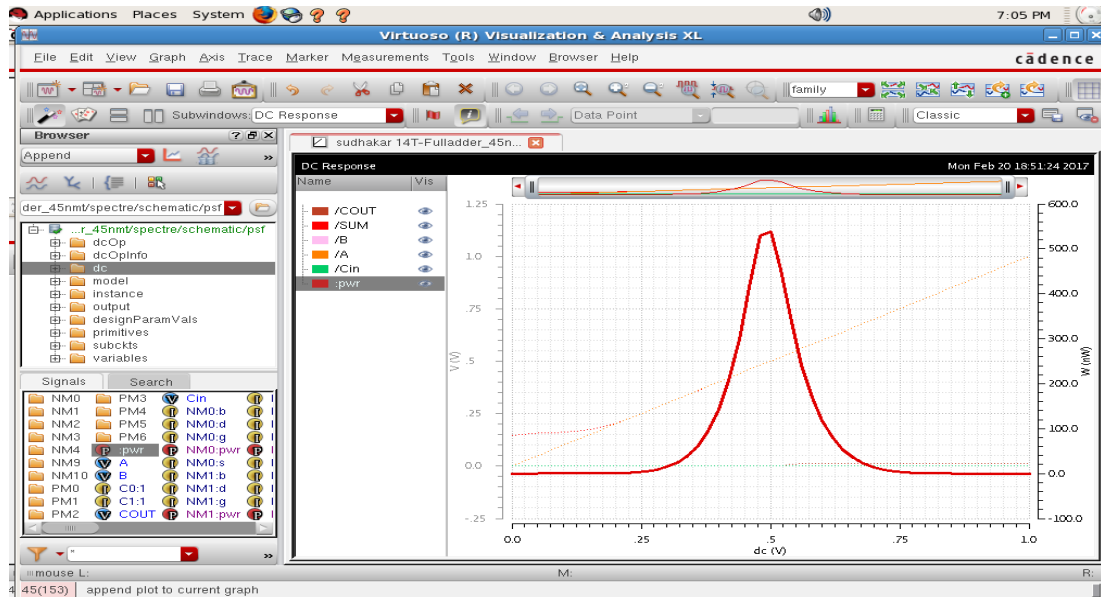 Applications Places System 7:05 PM
Virtuoso (R) Visualization & Analysis XL
File Edit View Graph Axis Trace Marker Measurements Tools Window Browser Help
cādence
family
Subwindows: DC Response
Data Point
Classic
Browser
sudhakar 14T-Fulladder_45n...
Append
»
DC Response
Mon Feb 20 18:51:24 2017
Name Vis
der_45nmt/spectre/schematic/psf
...r_45nmt/spectre/schematic/psf
dcOp
dcOpInfo
dc
model
instance
output
designParamVals
primitives
subckts
variables
/COUT
/SUM
/B
/A
/Cin
:pwr
1.25
1.0
.75
.5
.25
0.0
-.25
V (V)
600.0
500.0
400.0
300.0
200.0
100.0
0.0
-100.0
W (nW)
0.0 .25 .5 .75 1.0
dc (V)
Signals Search
NM0 PM3 Cin
NM1 PM4 NM0:b
NM2 PM5 NM0:d
NM3 PM6 NM0:g
NM4 :pwr NM0:pwr
NM9 A NM0:s
NM10 B NM1:b
PM0 C0:1 NM1:d
PM1 C1:1 NM1:g
PM2 COUT NM1:pwr
*
»
mouse L: M: R:
45(153) append plot to current graph